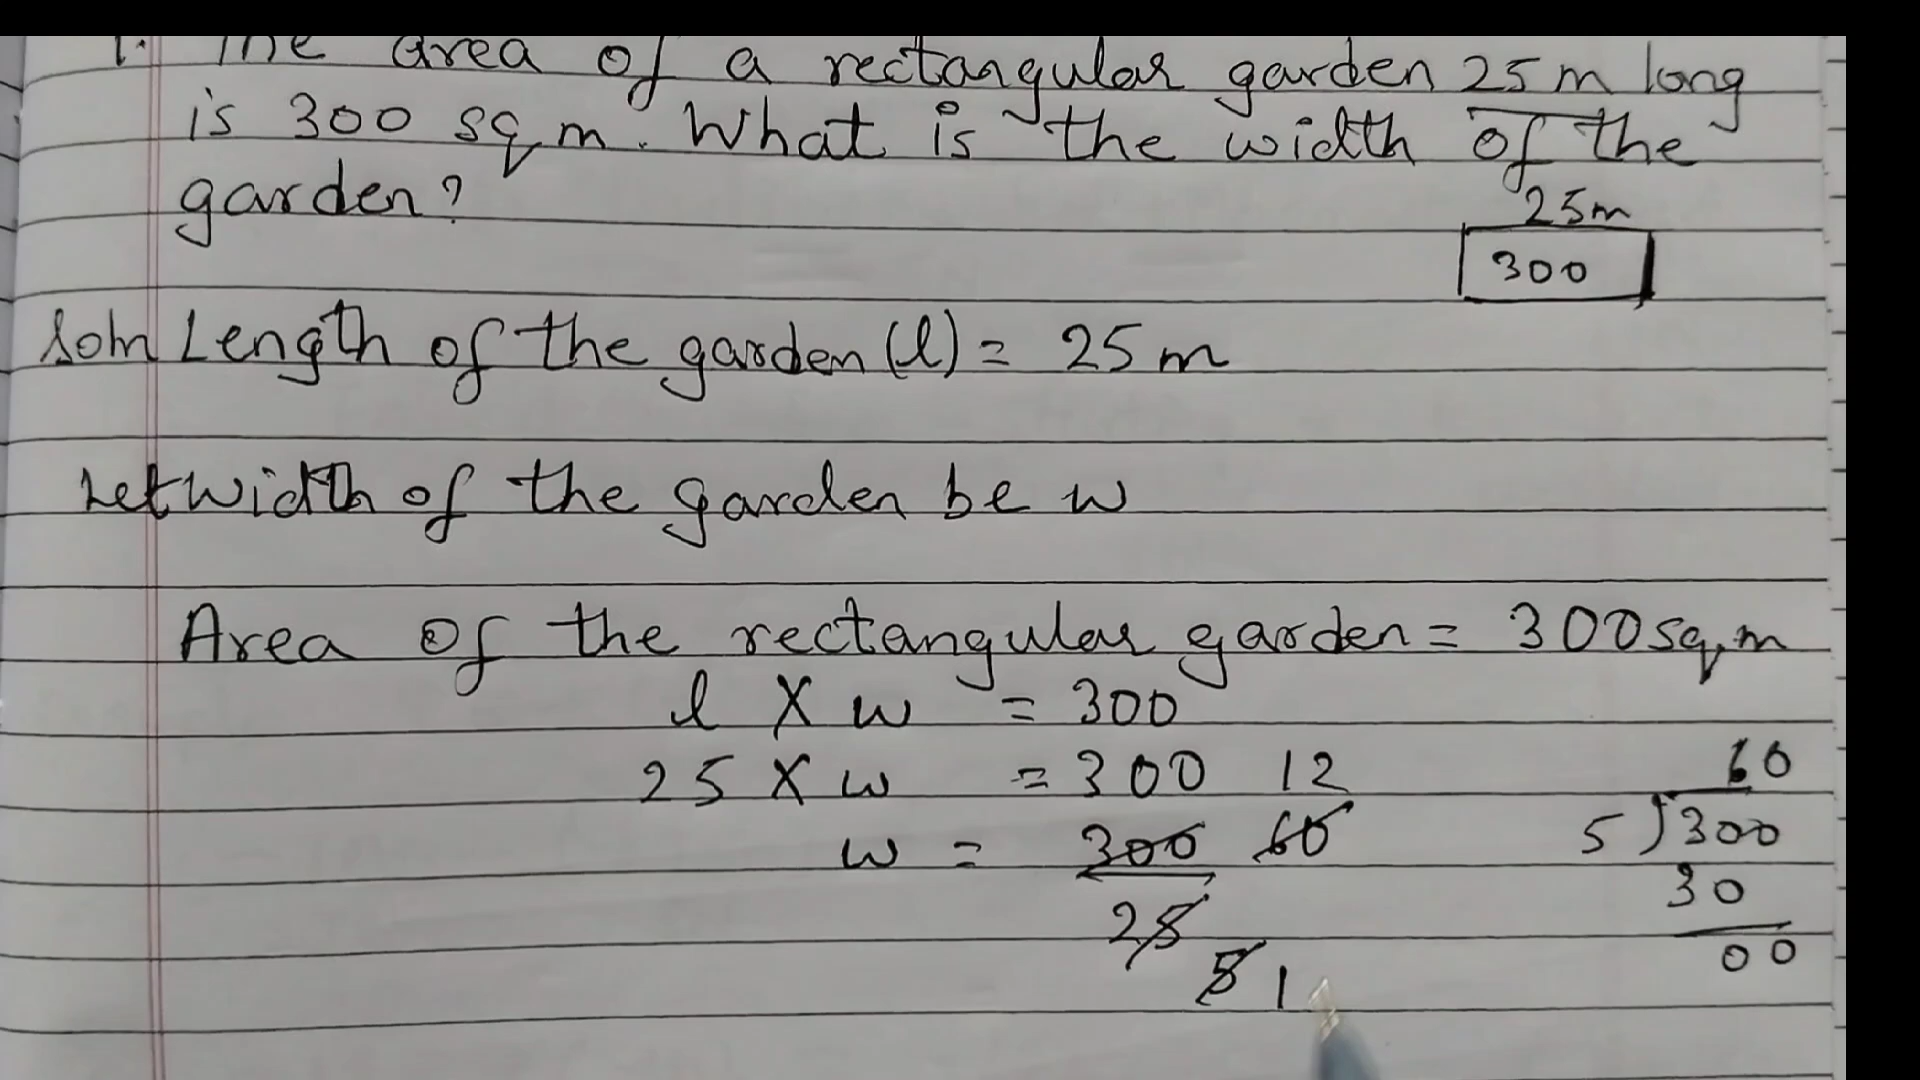 1. The area of a rectangular garden 25 m long
is 300 sq m. What is the width of the
garden?
25m
300
Soln Length of the garden (l) = 25 m
Let Width of the garden be w
Area of the rectangular garden = 300 sq m
l X w = 300
25 X w = 300 12
w = 300 60
25
5 1
60
5 ) 300
30
00